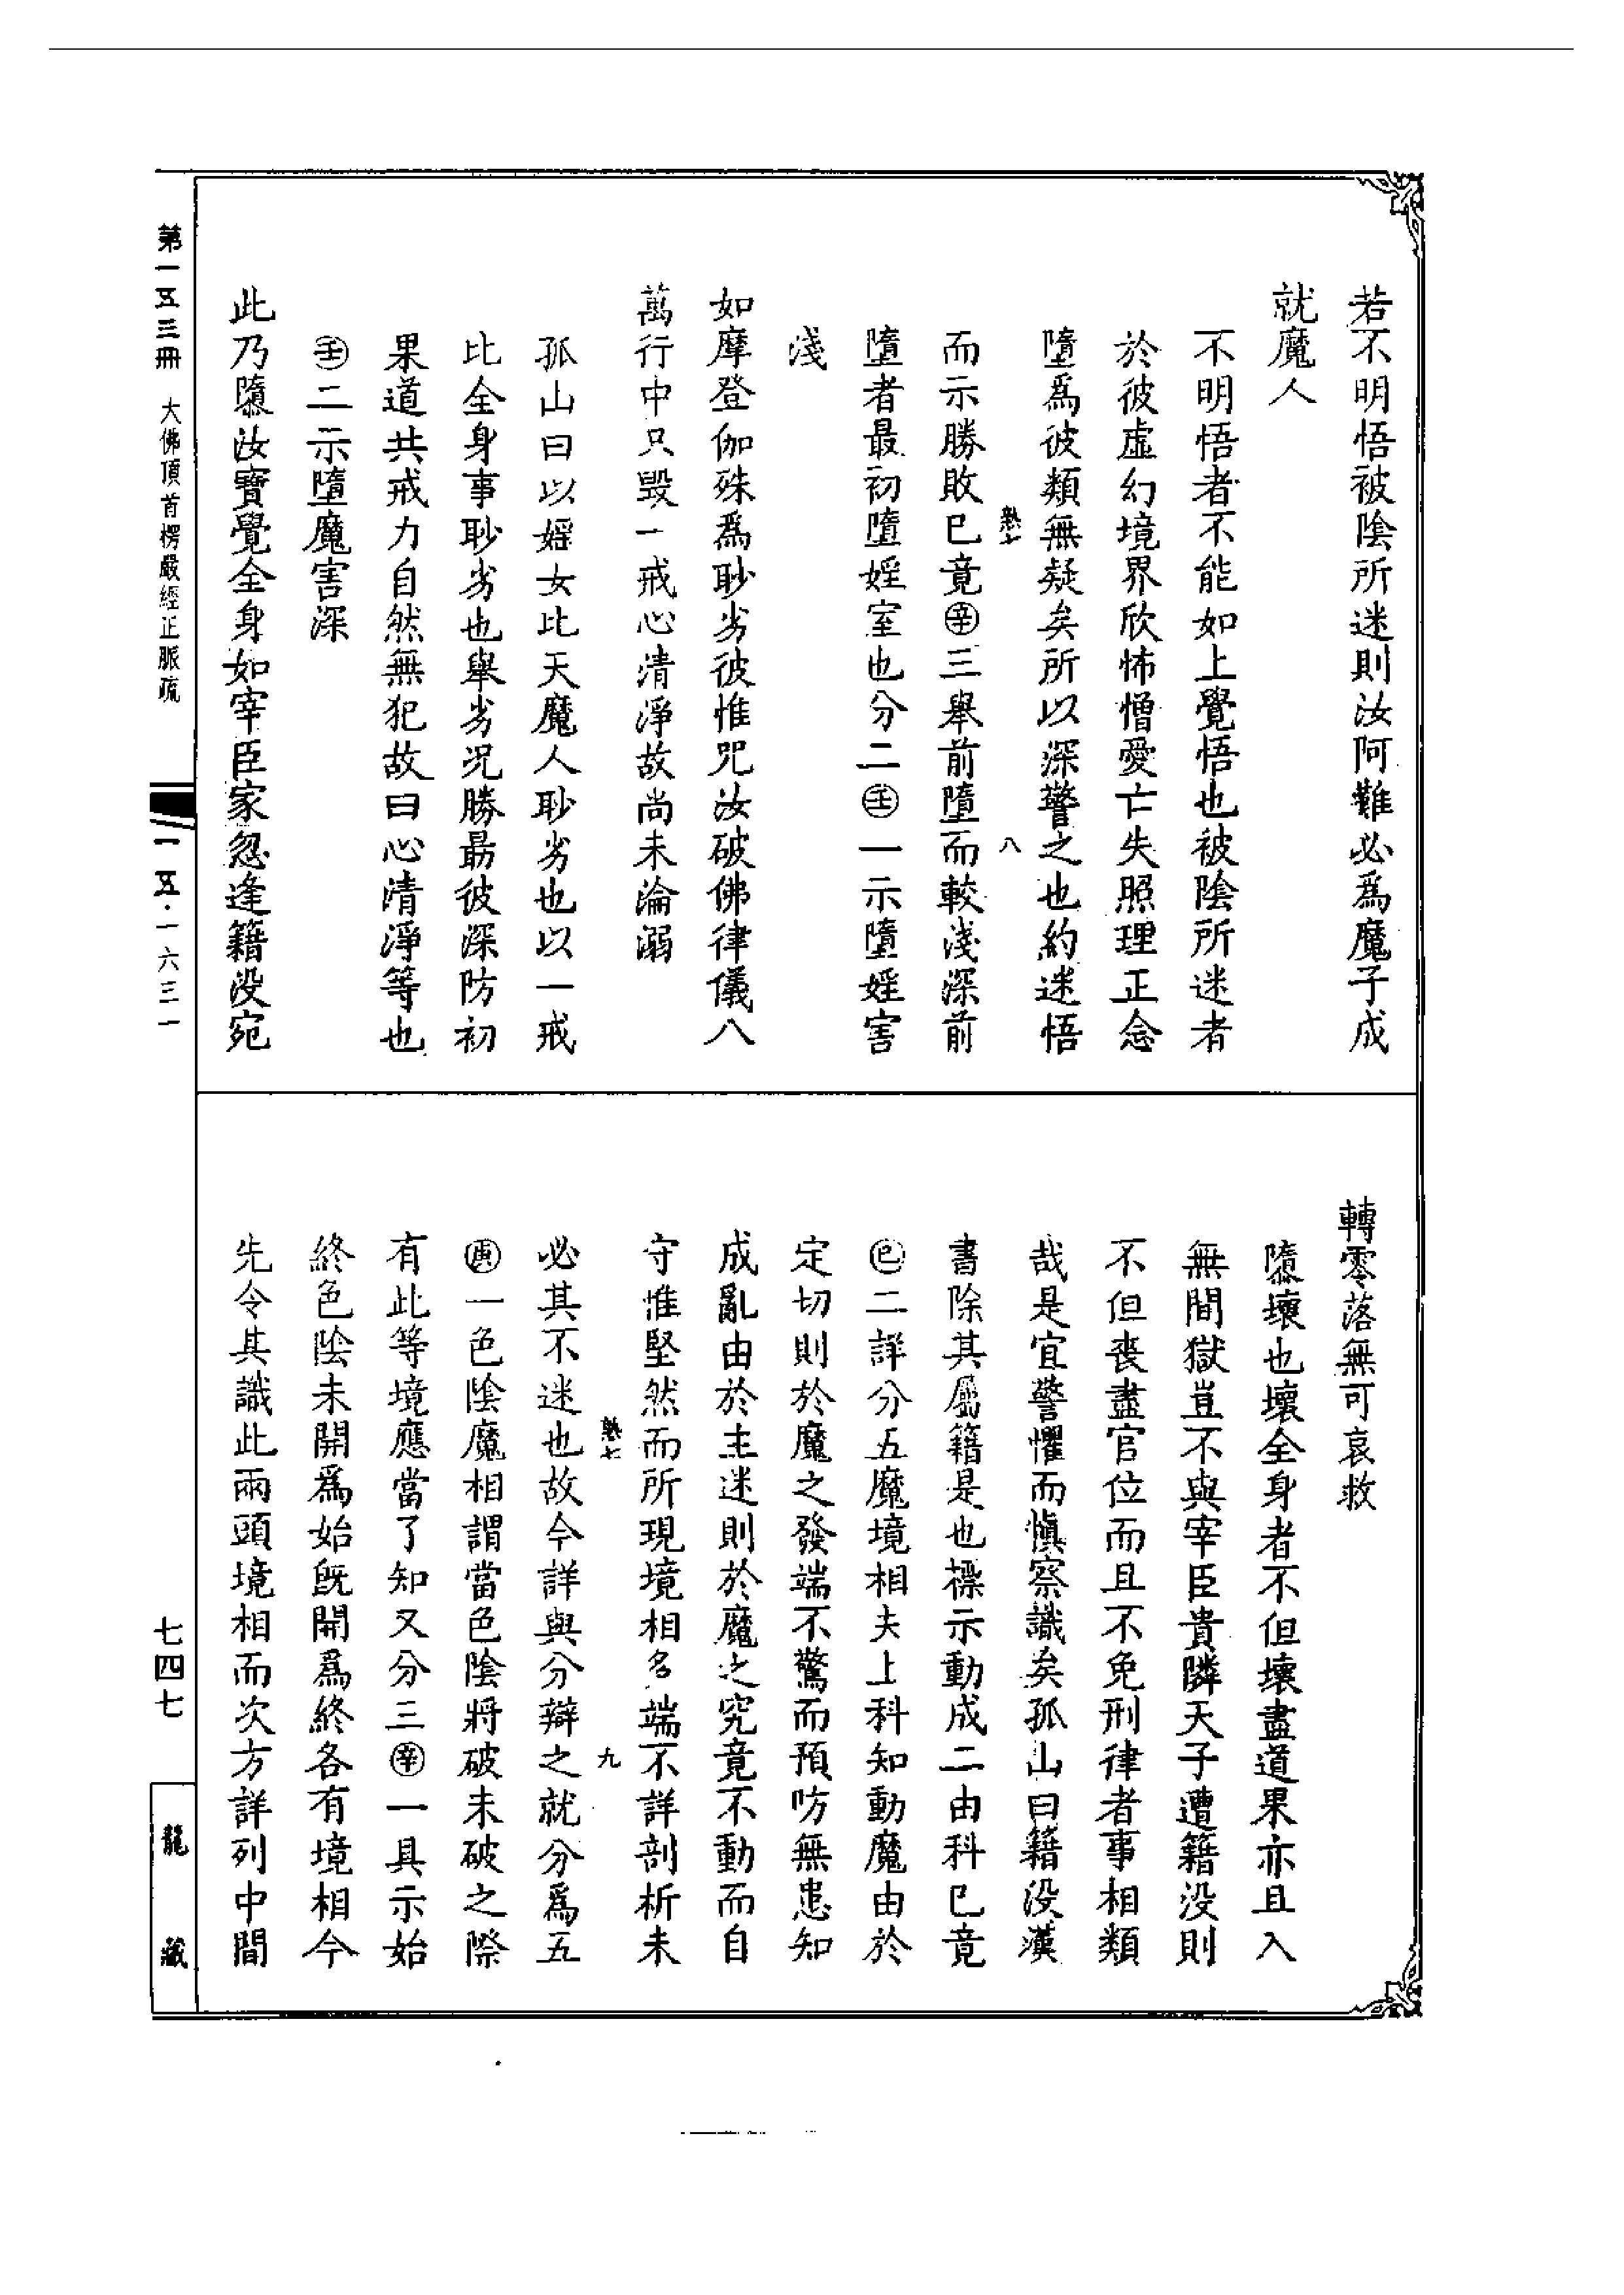 若不明悟被陰所迷則汝阿難必爲魔子成
就魔人
不明悟者不能如上覺悟也被陰所迷者
於彼虛幻境界欣怖憎愛亡失照理正念
墮爲彼類無疑矣所以深警之也約迷悟
而示勝敗已竟㊛三舉前墮而較淺深前
墮者最初墮婬室也分二㊛一示墮婬害
淺
如摩登伽殊爲眇劣彼惟咒汝破佛律儀八
萬行中只毀一戒心清淨故尚未淪溺
孤山曰以婬女比天魔人眇劣也以一戒
比全身事眇劣也舉劣況勝勗彼深防初
果道共戒力自然無犯故曰心清淨等也
壬二示墮魔害深
此乃隳汝寶覺全身如宰臣家忽逢籍沒宛
轉零落無可哀救
隳壞也壞全身者不但壞盡道果亦且入
無間獄豈不與宰臣貴隣天子遭籍沒則
不但喪盡官位而且不免刑律者事相類
哉是宜警懼而慎察識矣孤山曰籍沒漢
書除其屬籍是也標示動成二由科已竟
己二詳分五魔境相夫上科知動魔由於
定切則於魔之發端不驚而預防無患知
成亂由於主迷則於魔之究竟不動而自
守惟堅然而所現境相多端不詳剖析未
必其不迷也故今詳與分辯之就分爲五
庚一色陰魔相謂當色陰將破未破之際
有此等境應當了知又分三辛一具示始
終色陰未開爲始旣開爲終各有境相今
先令其識此兩頭境相而次方詳列中間
第一五三冊 大佛頂首楞嚴經正脈疏
一五·一六三一
七四七
龍藏